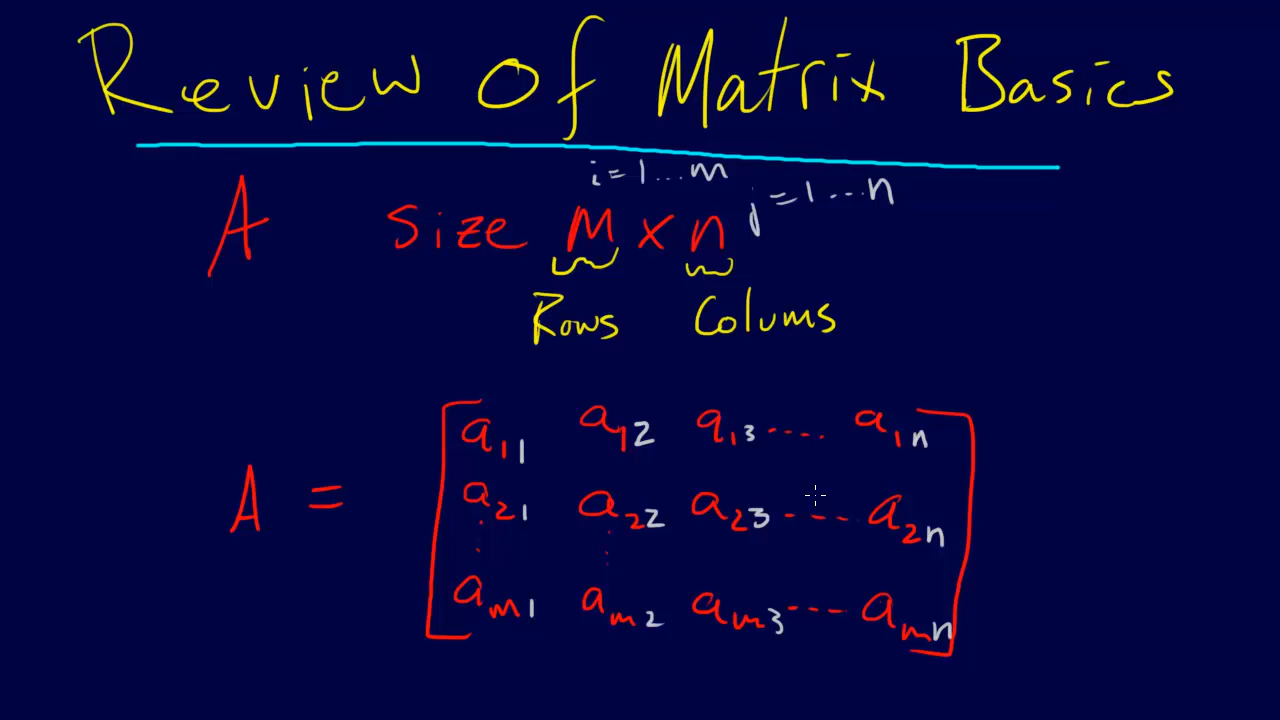 Review Of Matrix Basics
i=1...m
A size M x n j=1...n
Rows Colums
a11 a12 a13 .... a1n
A = a21 a22 a23 .... a2n
am1 am2 am3 --- amn